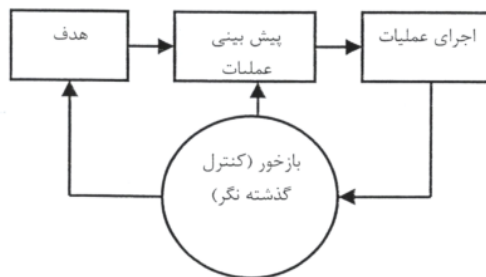 هدف
پیش بینی
عملیات
اجرای عملیات
بازخور (کنترل
گذشته نگر)